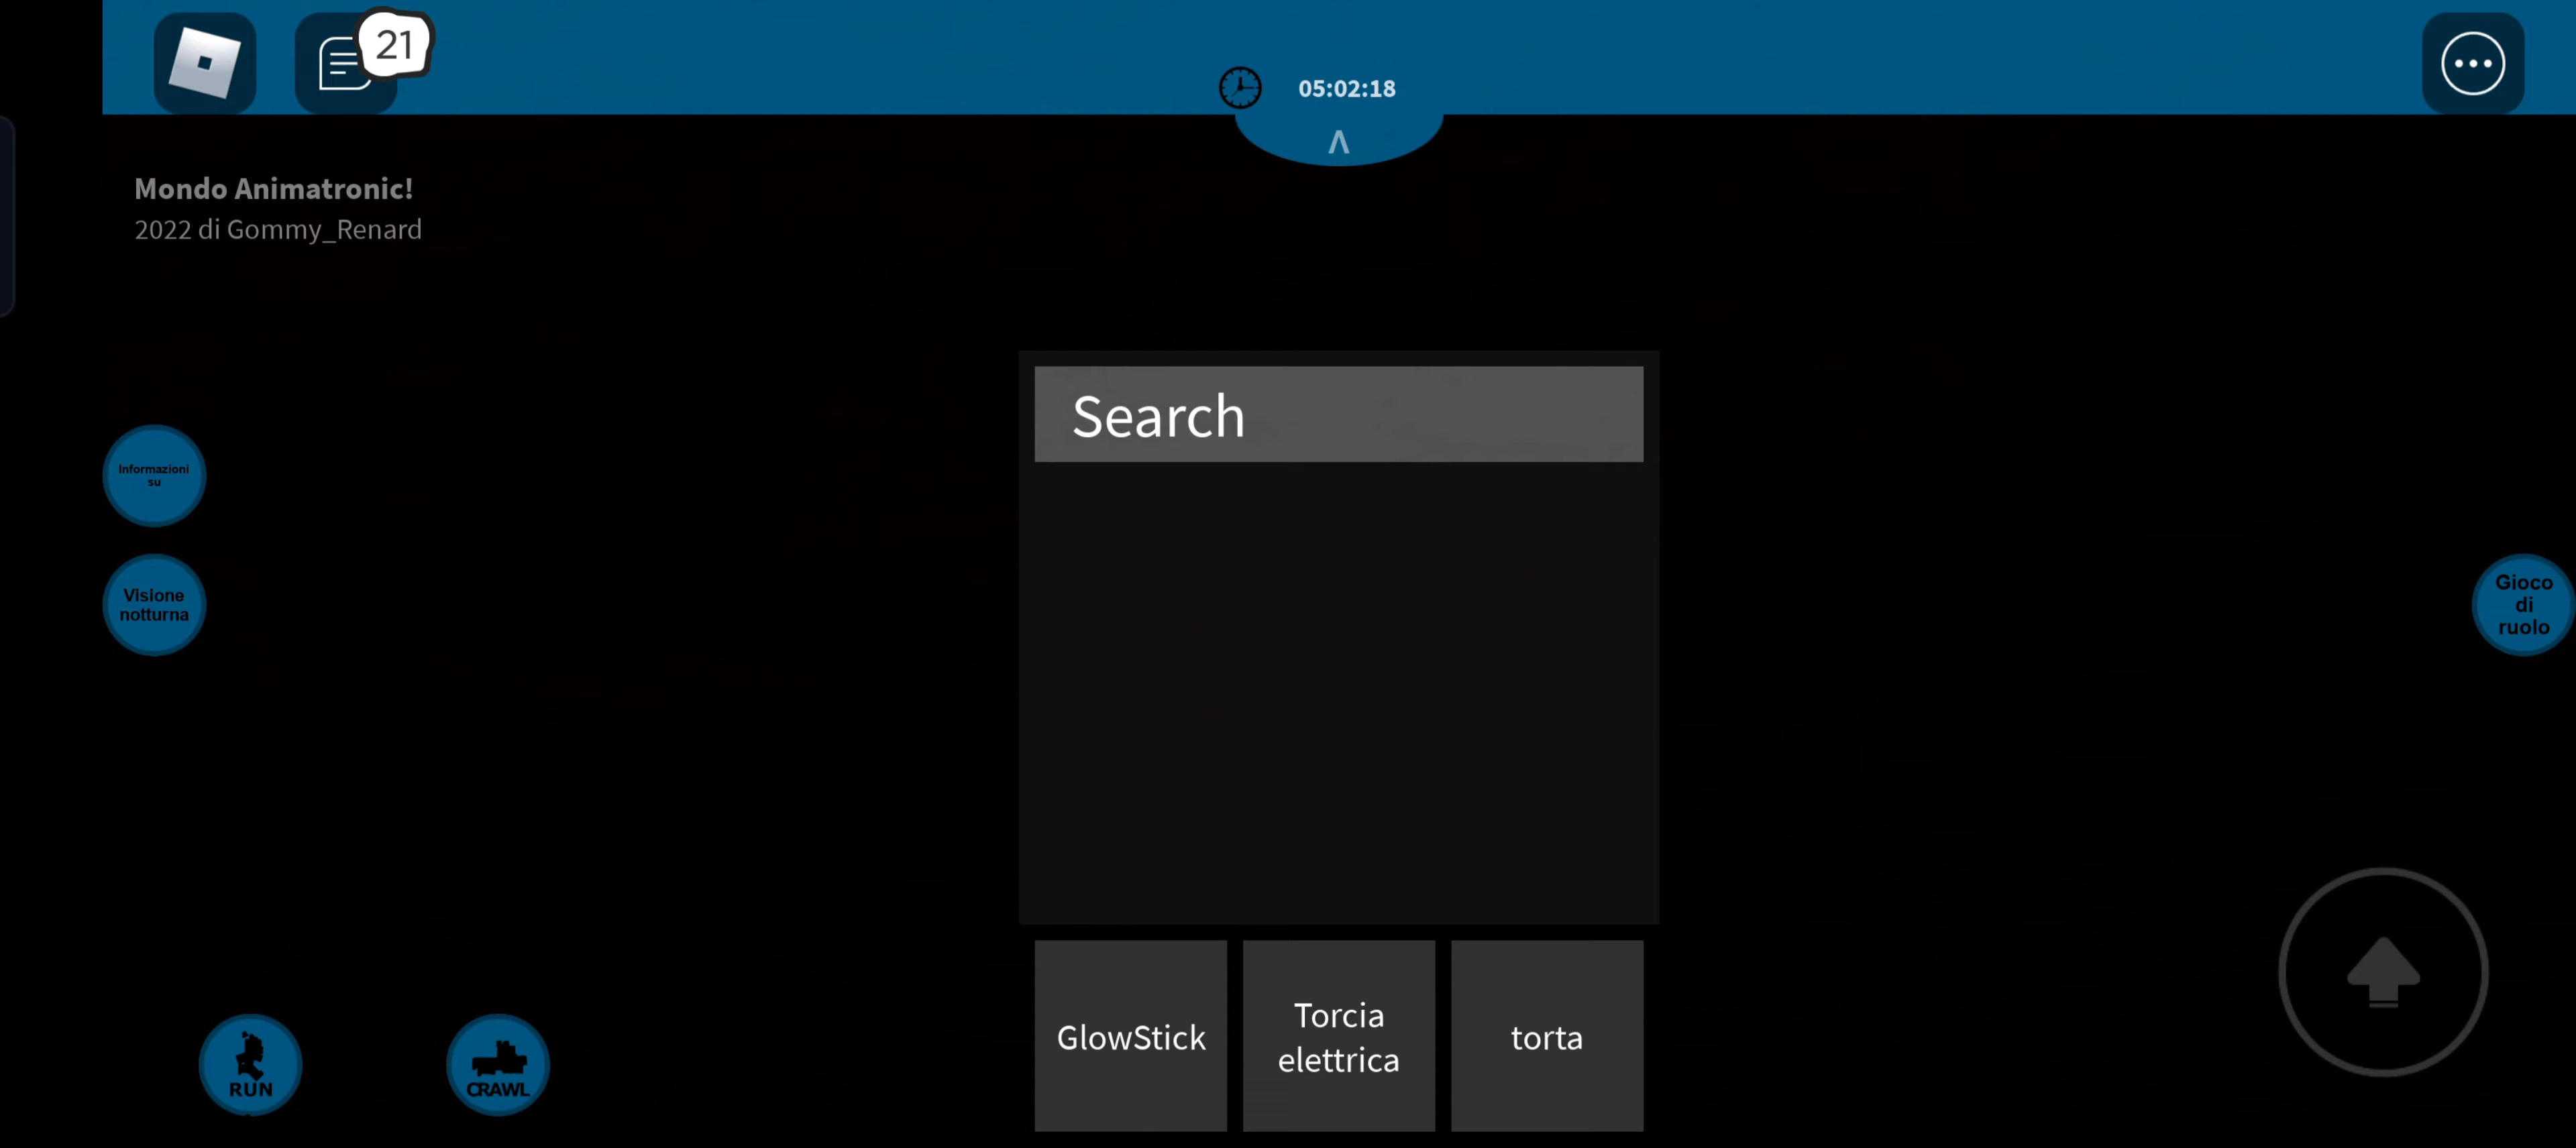 21
05:02:18
Mondo Animatronic!
2022 di Gommy_Renard
Search
Informazioni
su
Visione
notturna
Gioco
di
ruolo
GlowStick
Torcia
elettrica
torta
RUN
CRAWL